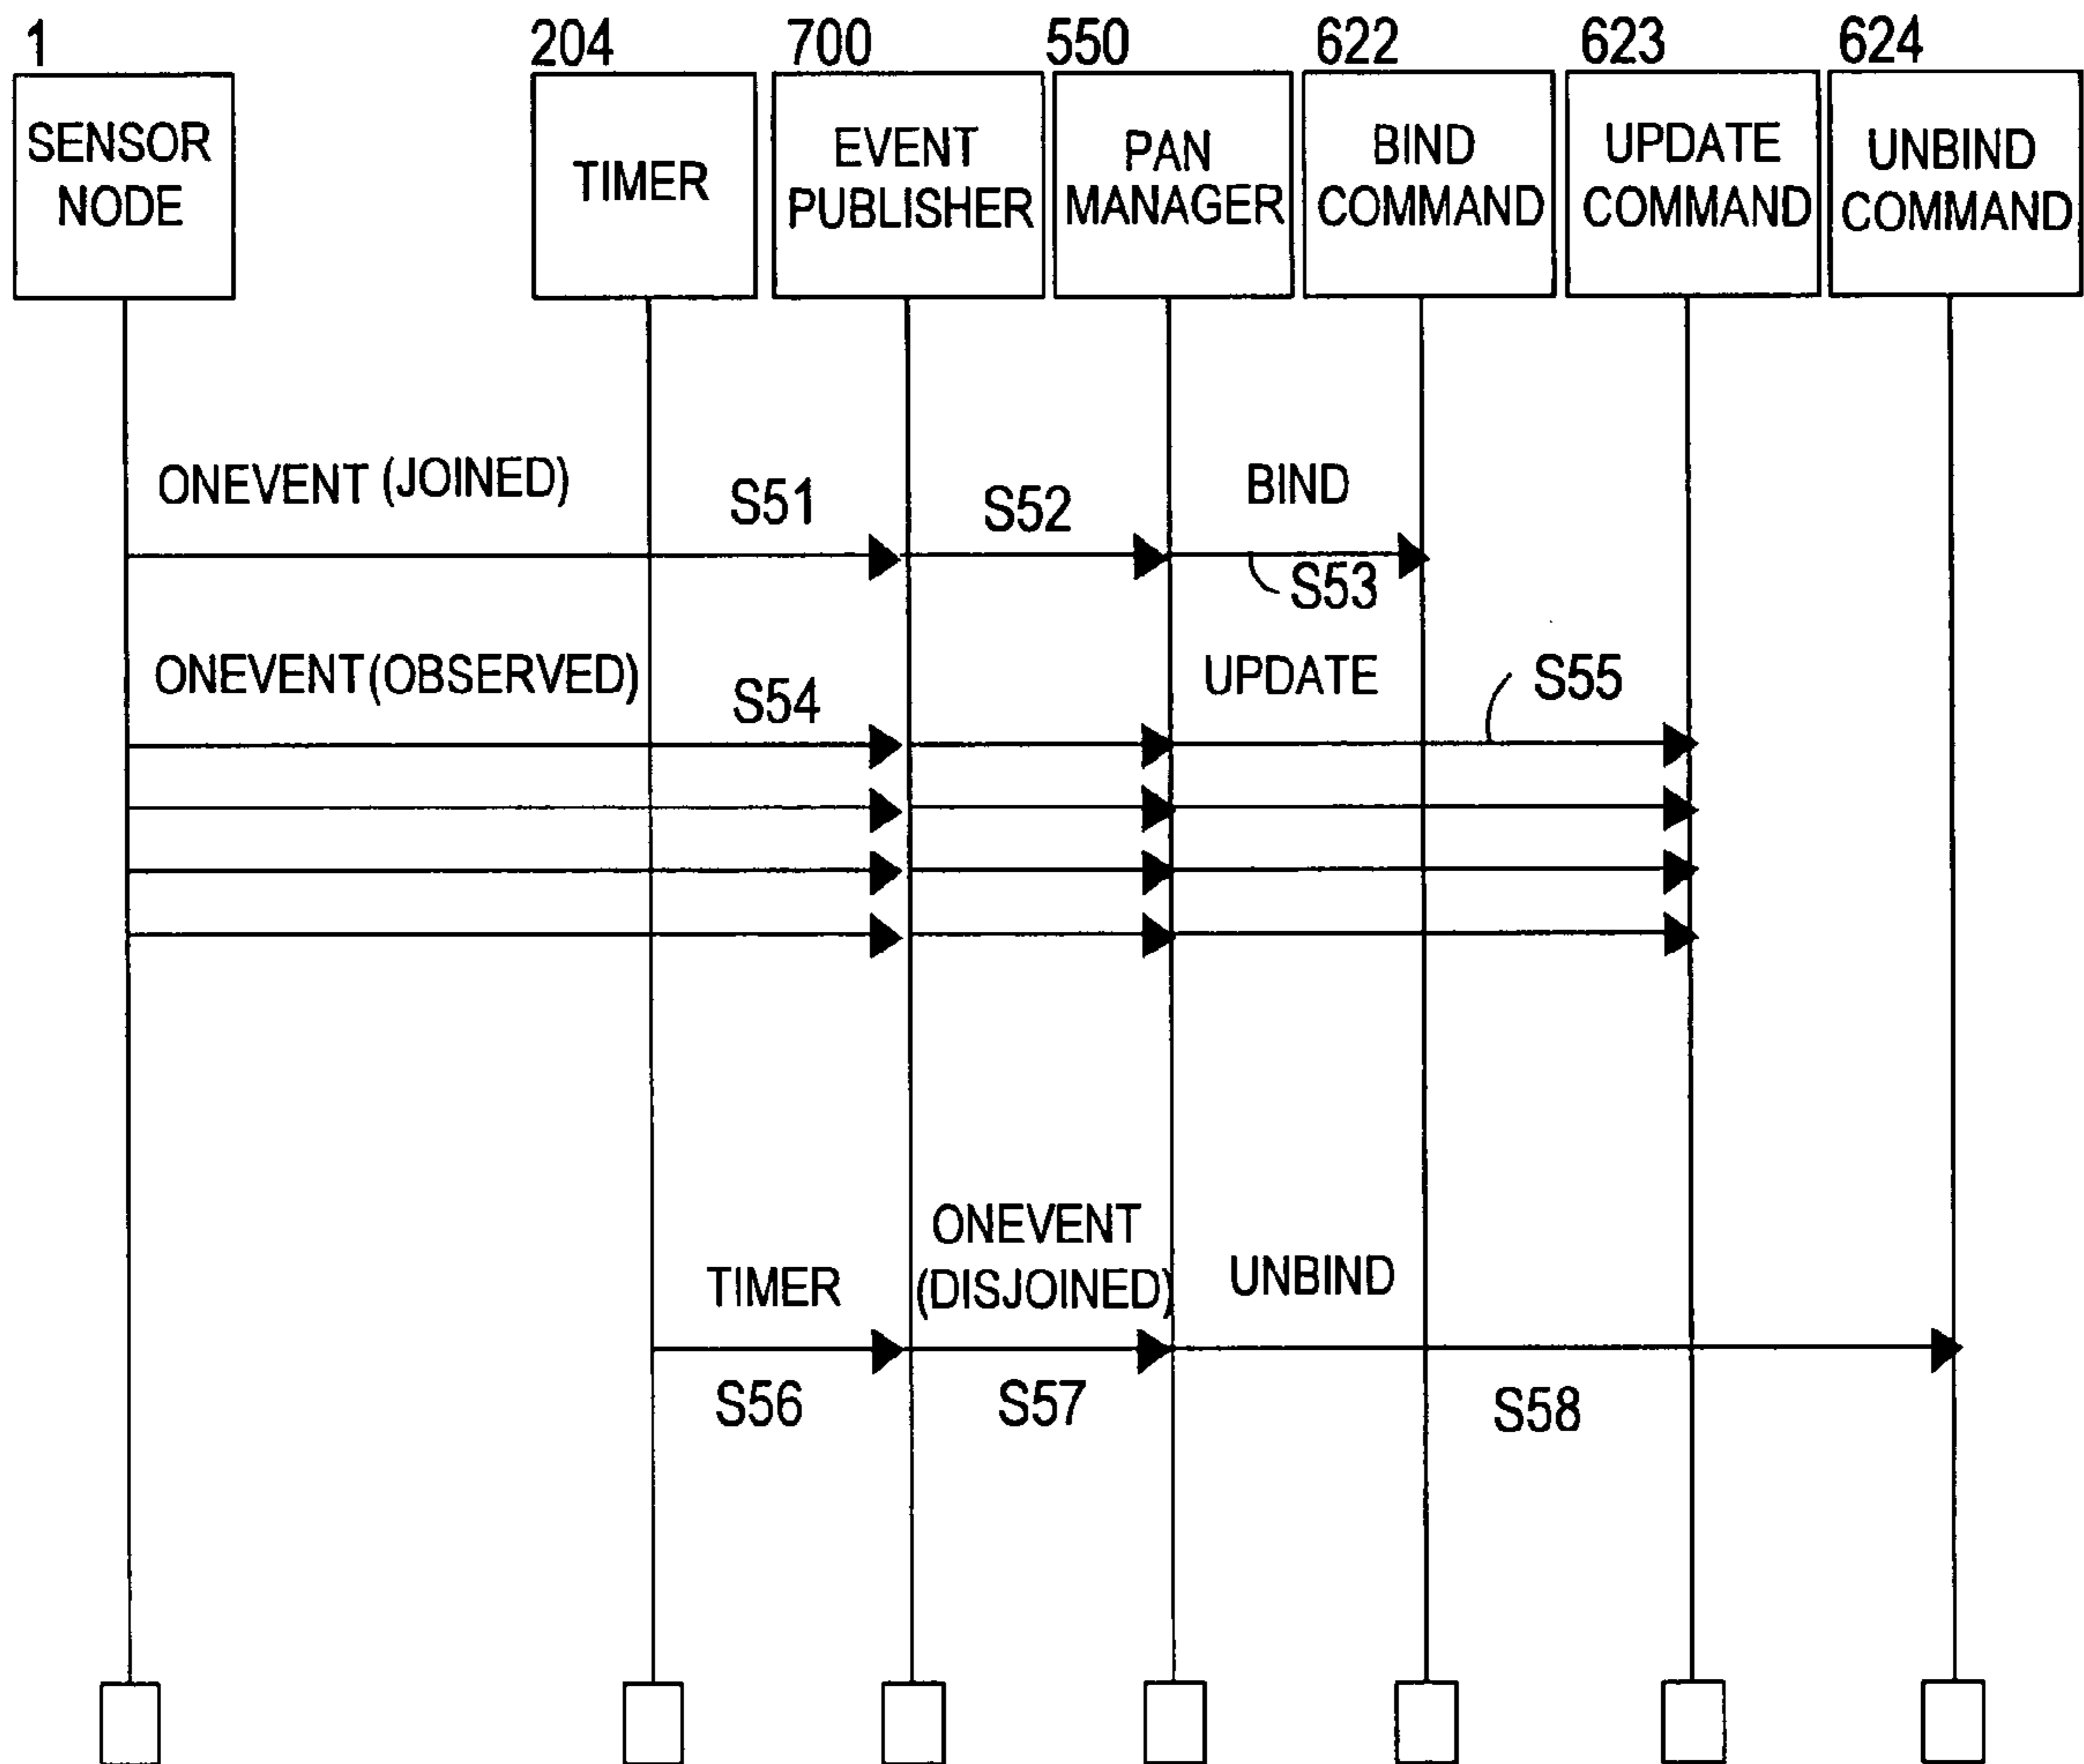 1
204
700
550
622
623
624
SENSOR
NODE
TIMER
EVENT
PUBLISHER
PAN
MANAGER
BIND
COMMAND
UPDATE
COMMAND
UNBIND
COMMAND
ONEVENT (JOINED)
S51
S52
BIND
S53
ONEVENT(OBSERVED)
S54
UPDATE
S55
TIMER
ONEVENT
(DISJOINED)
UNBIND
S56
S57
S58